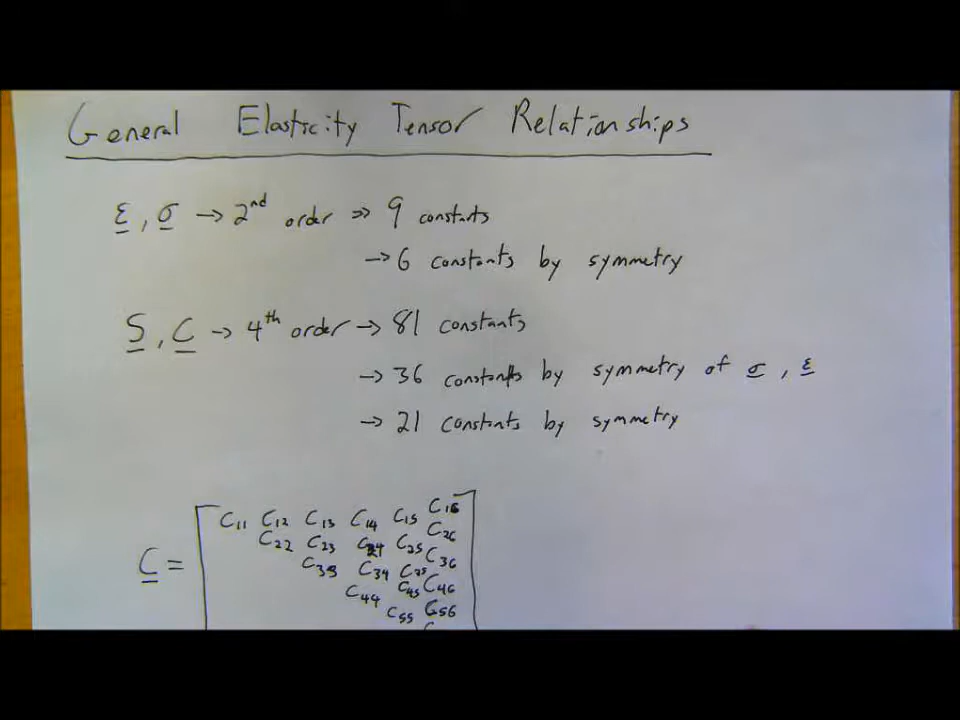 General Elasticity Tensor Relationships
ε, σ → 2nd order ⇒ 9 constants
→ 6 constants by symmetry
S, C → 4th order → 81 constants
→ 36 constants by symmetry of σ, ε
→ 21 constants by symmetry
C11 C12 C13 C14 C15 C16
C22 C23 C24 C25 C26
C =
C33 C34 C35 C36
C44 C45 C46
C55 C56